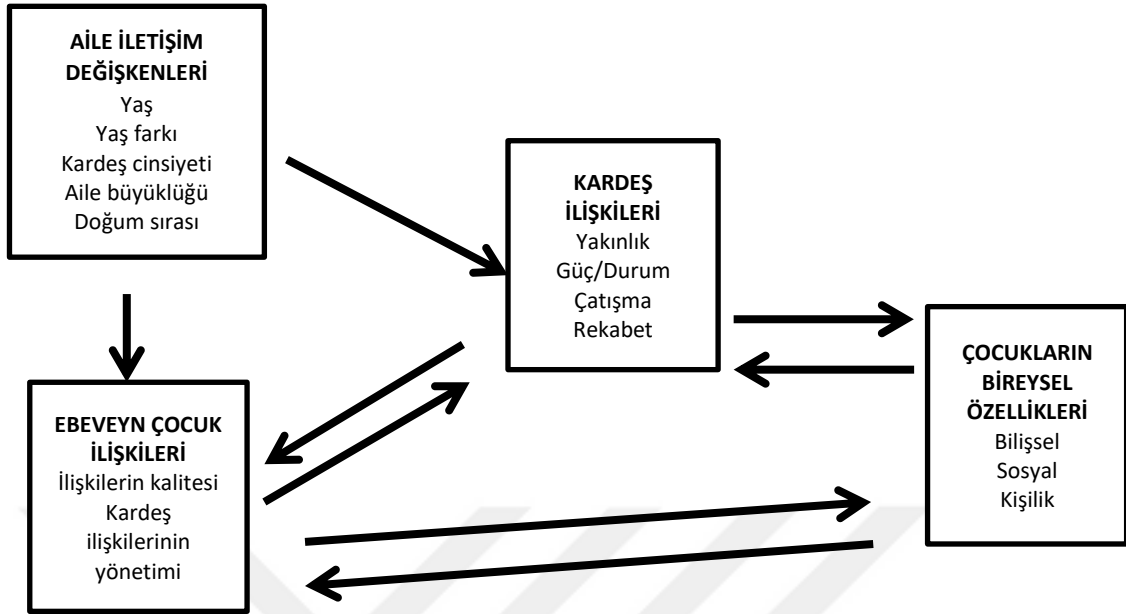 AİLE İLETİŞİM
DEĞİŞKENLERİ
Yaş
Yaş farkı
Kardeş cinsiyeti
Aile büyüklüğü
Doğum sırası
KARDEŞ
İLİŞKİLERİ
Yakınlık
Güç/Durum
Çatışma
Rekabet
EBEVEYN ÇOCUK
İLİŞKİLERİ
İlişkilerin kalitesi
Kardeş
ilişkilerinin
yönetimi
ÇOCUKLARIN
BİREYSEL
ÖZELLİKLERİ
Bilişsel
Sosyal
Kişilik